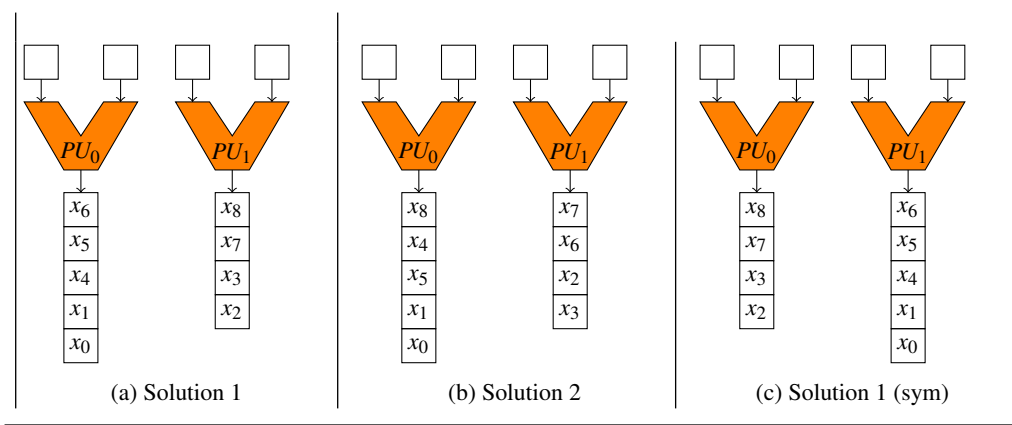 PU₀ PU₁
x₆ x₈
x₅ x₇
x₄ x₃
x₁ x₂
x₀
(a) Solution 1
PU₀ PU₁
x₈ x₇
x₄ x₆
x₅ x₂
x₁ x₃
x₀
(b) Solution 2
PU₀ PU₁
x₈ x₆
x₇ x₅
x₃ x₄
x₂ x₁
x₀
(c) Solution 1 (sym)